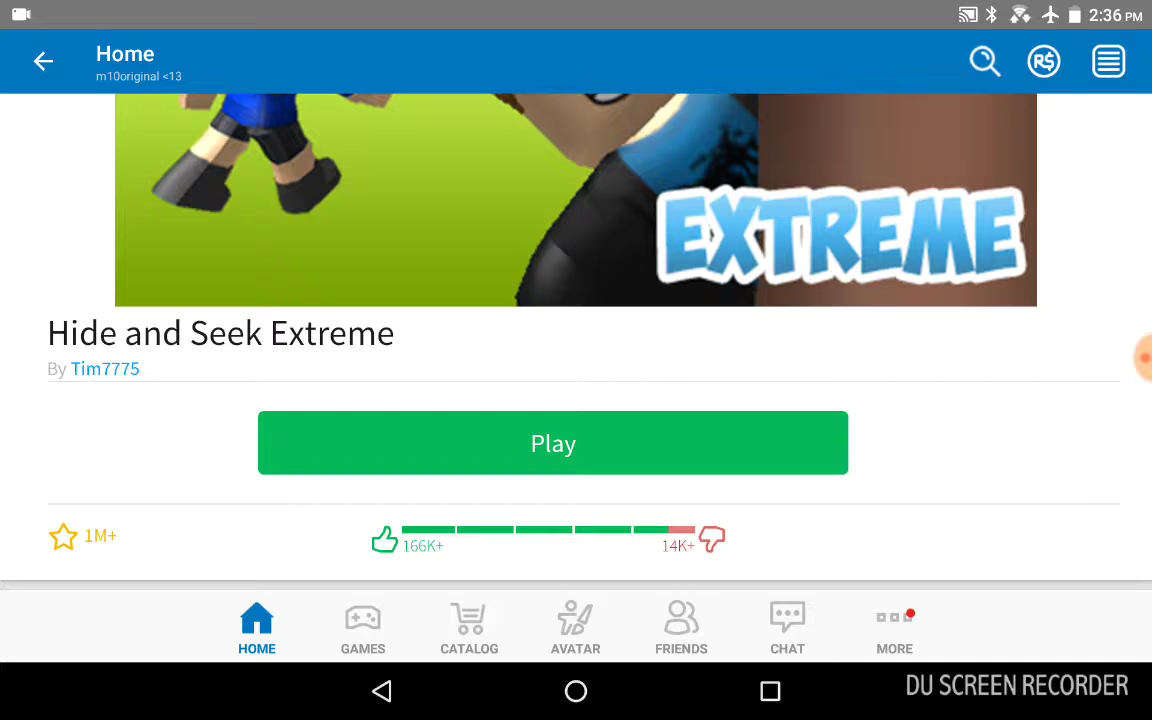 2:36 PM
Home
m10original <13
R$
EXTREME
Hide and Seek Extreme
By Tim7775
Play
1M+
166K+
14K+
HOME
GAMES
CATALOG
AVATAR
FRIENDS
CHAT
MORE
DU SCREEN RECORDER